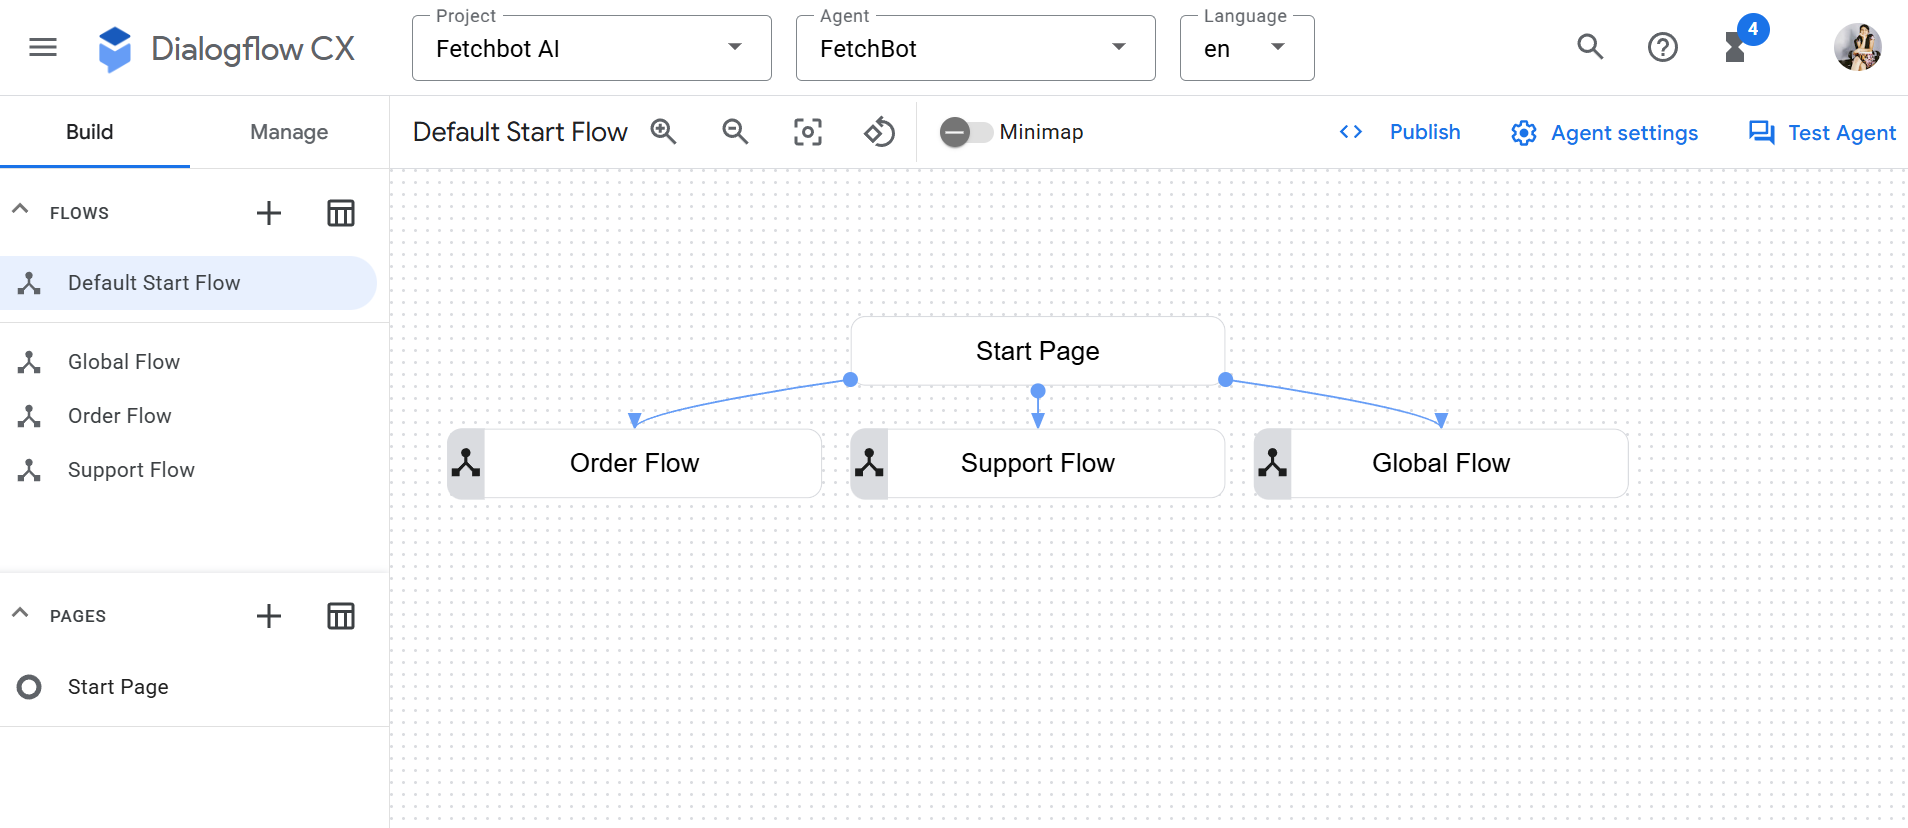 Dialogflow CX
Project
Fetchbot AI
Agent
FetchBot
Language
en
4
Build
Manage
Default Start Flow
Minimap
Publish
Agent settings
Test Agent
FLOWS
Default Start Flow
Global Flow
Order Flow
Support Flow
PAGES
Start Page
Start Page
Order Flow
Support Flow
Global Flow